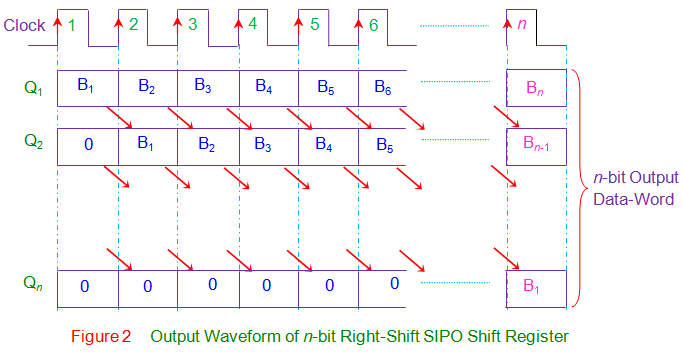 Clock 1 2 3 4 5 6 n
Q1 B1 B2 B3 B4 B5 B6 Bn
Q2 0 B1 B2 B3 B4 B5 Bn-1
n-bit Output
Data-Word
Qn 0 0 0 0 0 0 B1
Figure 2 Output Waveform of n-bit Right-Shift SIPO Shift Register